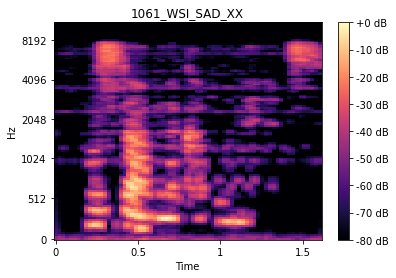 1061_WSI_SAD_XX
8192
4096
2048
1024
512
0
Hz
0
0.5
1
1.5
Time
+0 dB
-10 dB
-20 dB
-30 dB
-40 dB
-50 dB
-60 dB
-70 dB
-80 dB